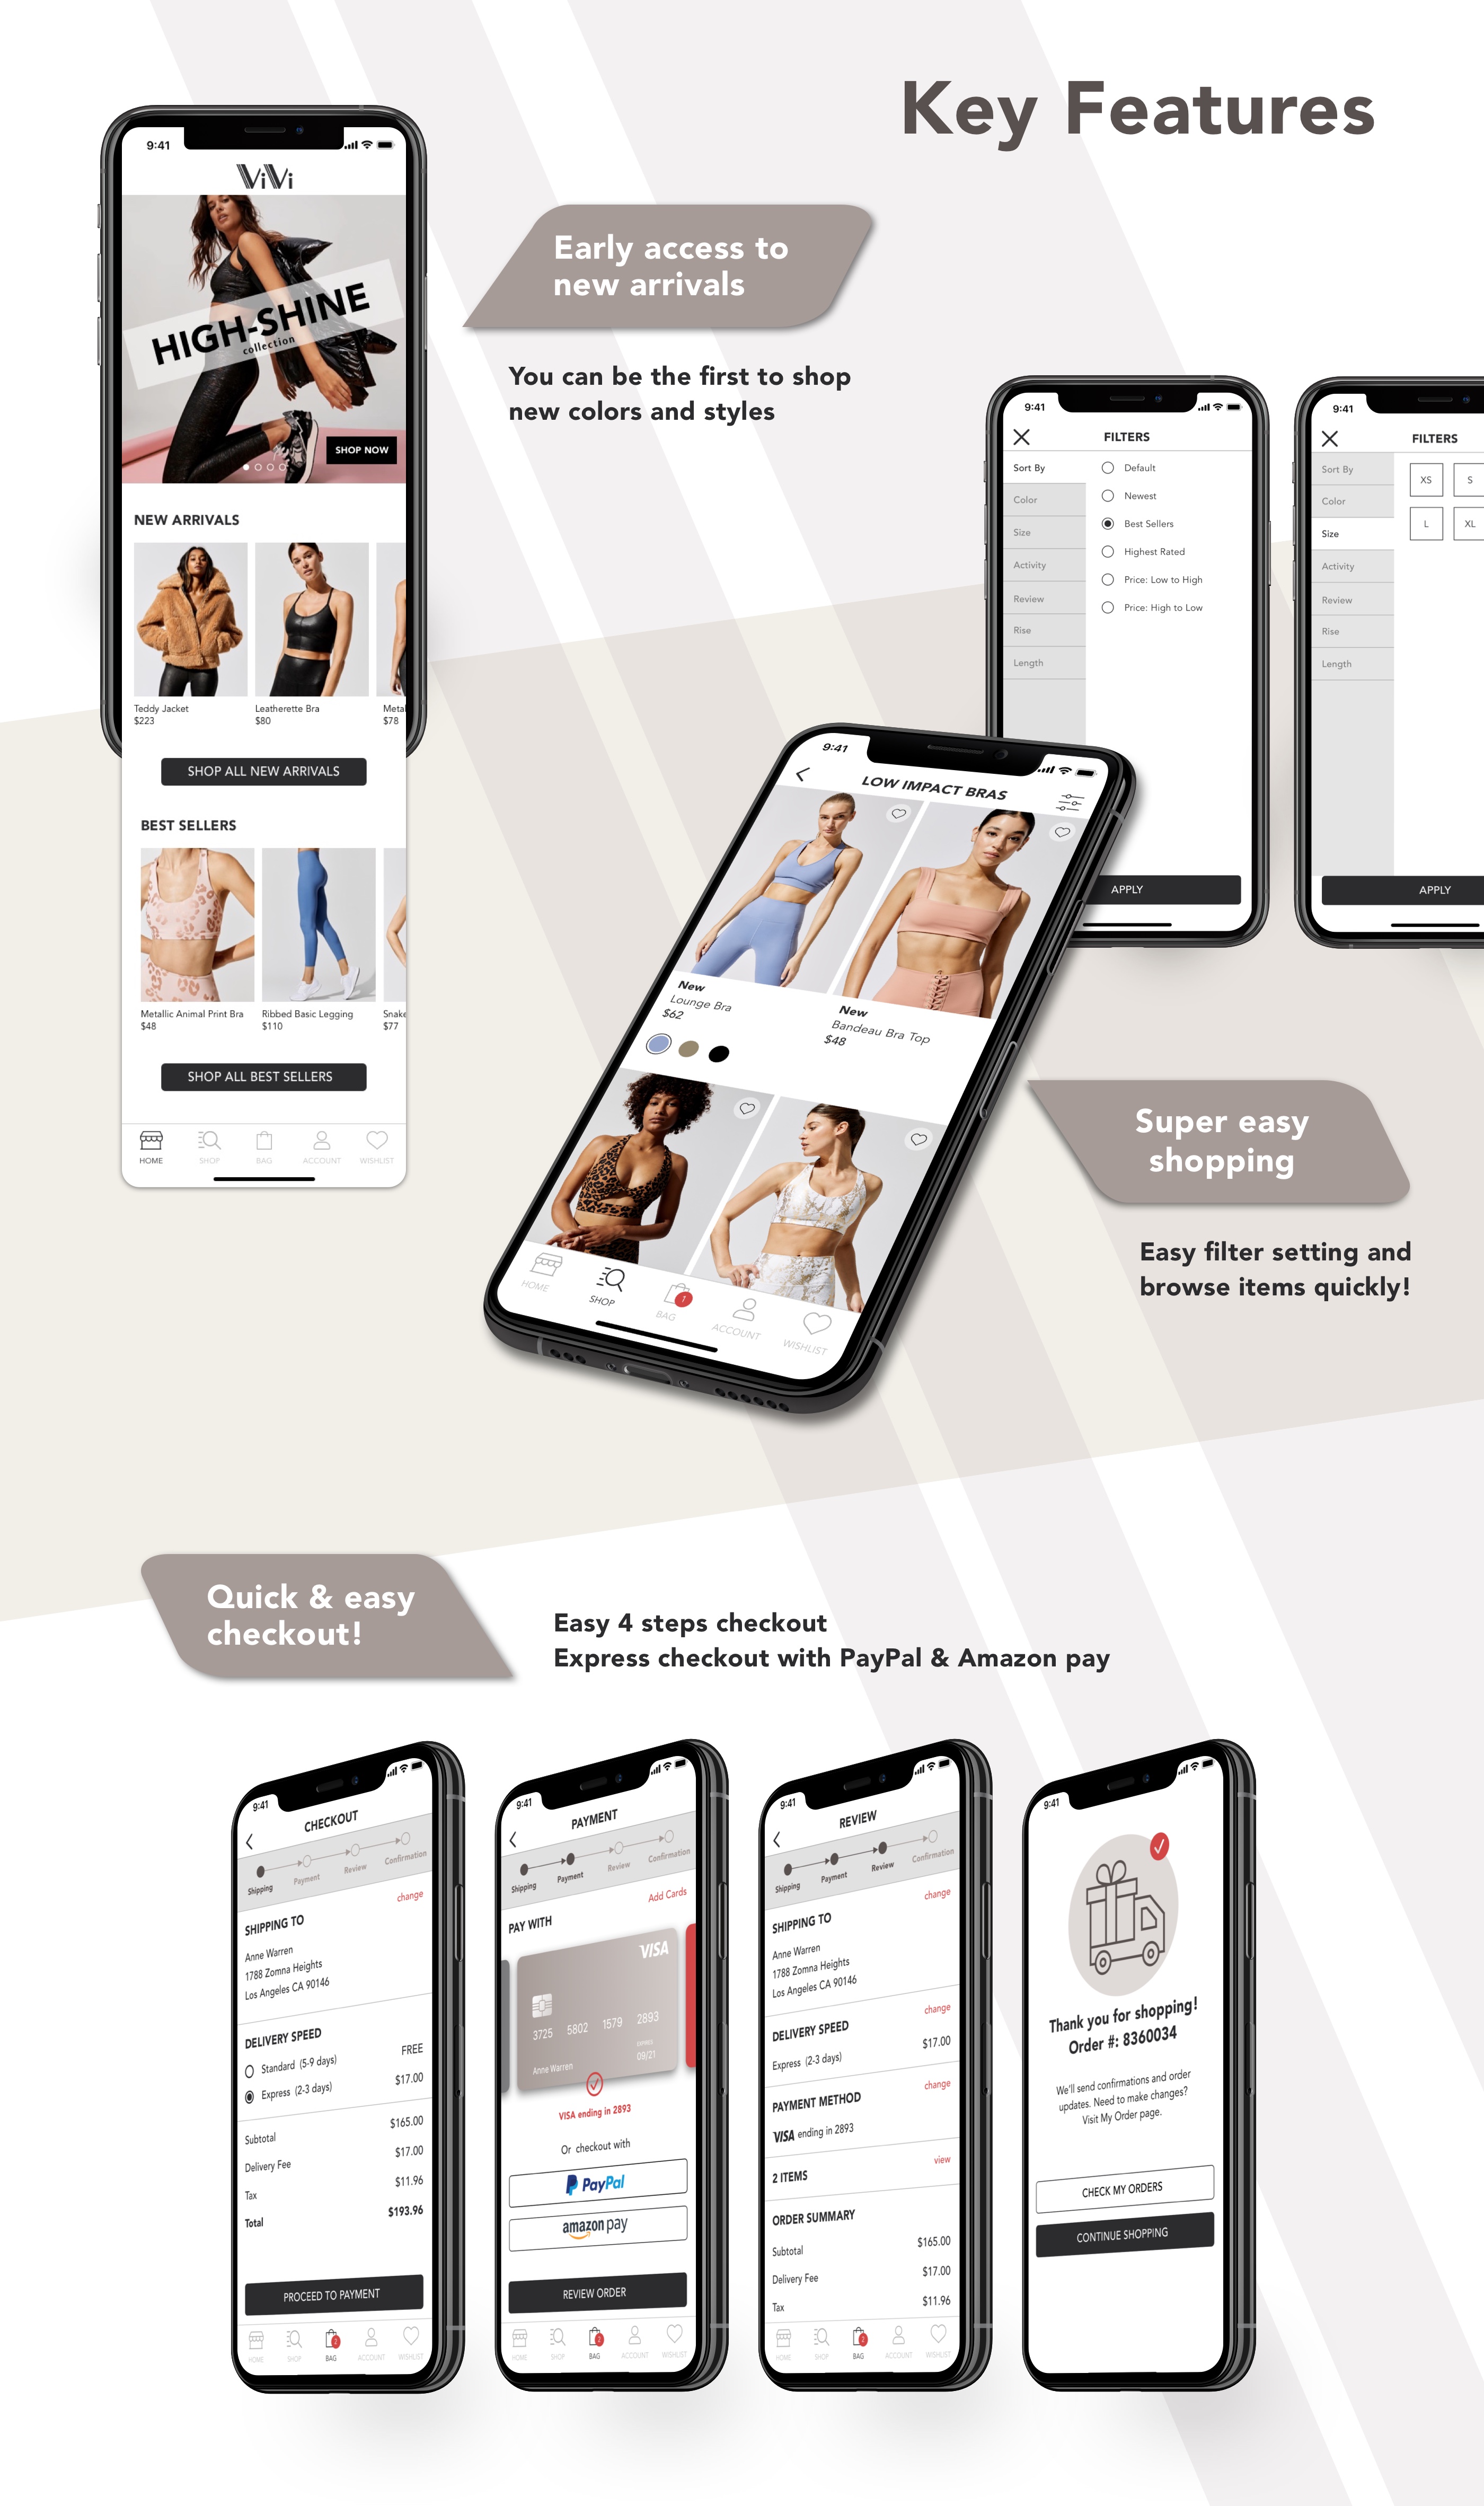 Key Features
9:41
ViVi
HIGH-SHINE
collection
SHOP NOW
NEW ARRIVALS
Teddy Jacket
$223
Leatherette Bra
$80
Metal
$78
SHOP ALL NEW ARRIVALS
BEST SELLERS
Metallic Animal Print Bra
$48
Ribbed Basic Legging
$110
Snake
$77
SHOP ALL BEST SELLERS
HOME
SHOP
BAG
ACCOUNT
WISHLIST
Early access to
new arrivals
You can be the first to shop
new colors and styles
9:41
FILTERS
Sort By
Color
Size
Activity
Review
Rise
Length
Default
Newest
Best Sellers
Highest Rated
Price: Low to High
Price: High to Low
APPLY
9:41
FILTERS
Sort By
Color
Size
Activity
Review
Rise
Length
XS
S
L
XL
APPLY
9:41
LOW IMPACT BRAS
New
Lounge Bra
$62
New
Bandeau Bra Top
$48
HOME
SHOP
BAG
1
ACCOUNT
WISHLIST
Super easy
shopping
Easy filter setting and
browse items quickly!
Quick & easy
checkout!
Easy 4 steps checkout
Express checkout with PayPal & Amazon pay
9:41
CHECKOUT
Shipping
Payment
Review
Confirmation
change
SHIPPING TO
Anne Warren
1788 Zomna Heights
Los Angeles CA 90146
DELIVERY SPEED
Standard (5-9 days) FREE
Express (2-3 days) $17.00
Subtotal $165.00
Delivery Fee $17.00
Tax $11.96
Total $193.96
PROCEED TO PAYMENT
HOME
SHOP
BAG
2
ACCOUNT
WISHLIST
9:41
PAYMENT
Shipping
Payment
Review
Confirmation
Add Cards
PAY WITH
VISA
3725 5802 1579 2893
EXPIRES
09/21
Anne Warren
VISA ending in 2893
Or checkout with
PayPal
amazon pay
REVIEW ORDER
HOME
SHOP
BAG
2
ACCOUNT
WISHLIST
9:41
REVIEW
Shipping
Payment
Review
Confirmation
change
SHIPPING TO
Anne Warren
1788 Zomna Heights
Los Angeles CA 90146
change
DELIVERY SPEED
Express (2-3 days) $17.00
change
PAYMENT METHOD
VISA ending in 2893
2 ITEMS view
ORDER SUMMARY
Subtotal $165.00
Delivery Fee $17.00
Tax $11.96
HOME
SHOP
BAG
2
ACCOUNT
WISHLIST
9:41
Thank you for shopping!
Order #: 8360034
We'll send confirmations and order
updates. Need to make changes?
Visit My Order page.
CHECK MY ORDERS
CONTINUE SHOPPING